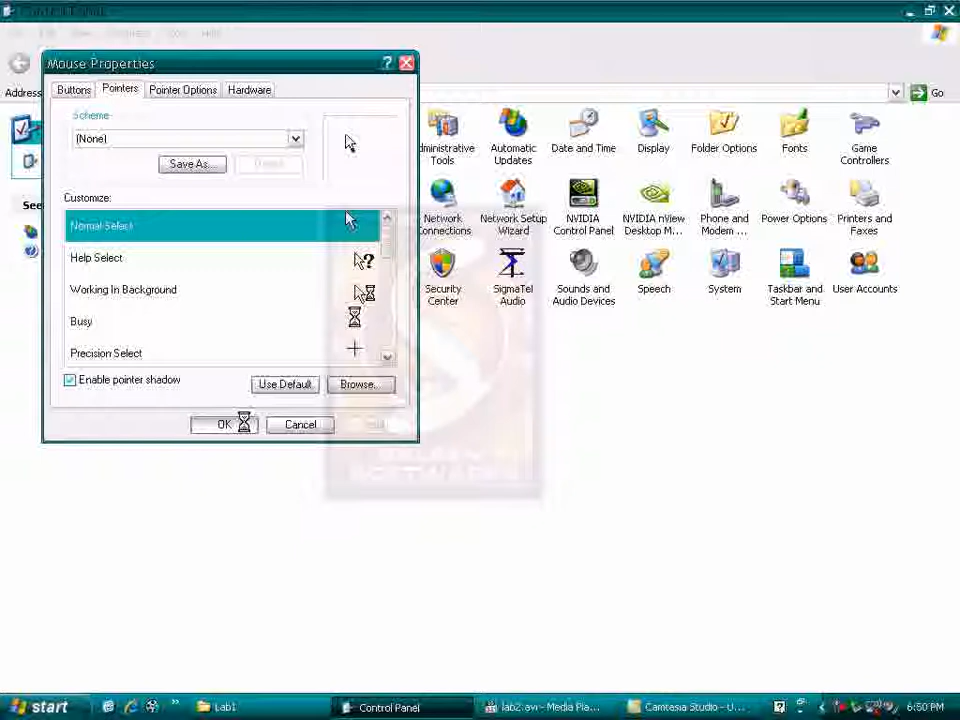 Address
Go
Mouse Properties
Buttons
Pointers
Pointer Options
Hardware
Scheme
(None)
Save As...
Customize:
Normal Select
Help Select
Working In Background
Busy
Precision Select
Enable pointer shadow
Use Default
Browse...
OK
Cancel
See
Tools
Automatic Updates
Date and Time
Display
Folder Options
Fonts
Game Controllers
Network Connections
Network Setup Wizard
NVIDIA Control Panel
NVIDIA nView Desktop M...
Phone and Modem ...
Power Options
Printers and Faxes
Security Center
SigmaTel Audio
Sounds and Audio Devices
Speech
System
Taskbar and Start Menu
User Accounts
start
Lab1
Control Panel
lab2.avi - Media Pla...
Camtasia Studio - U...
6:50 PM